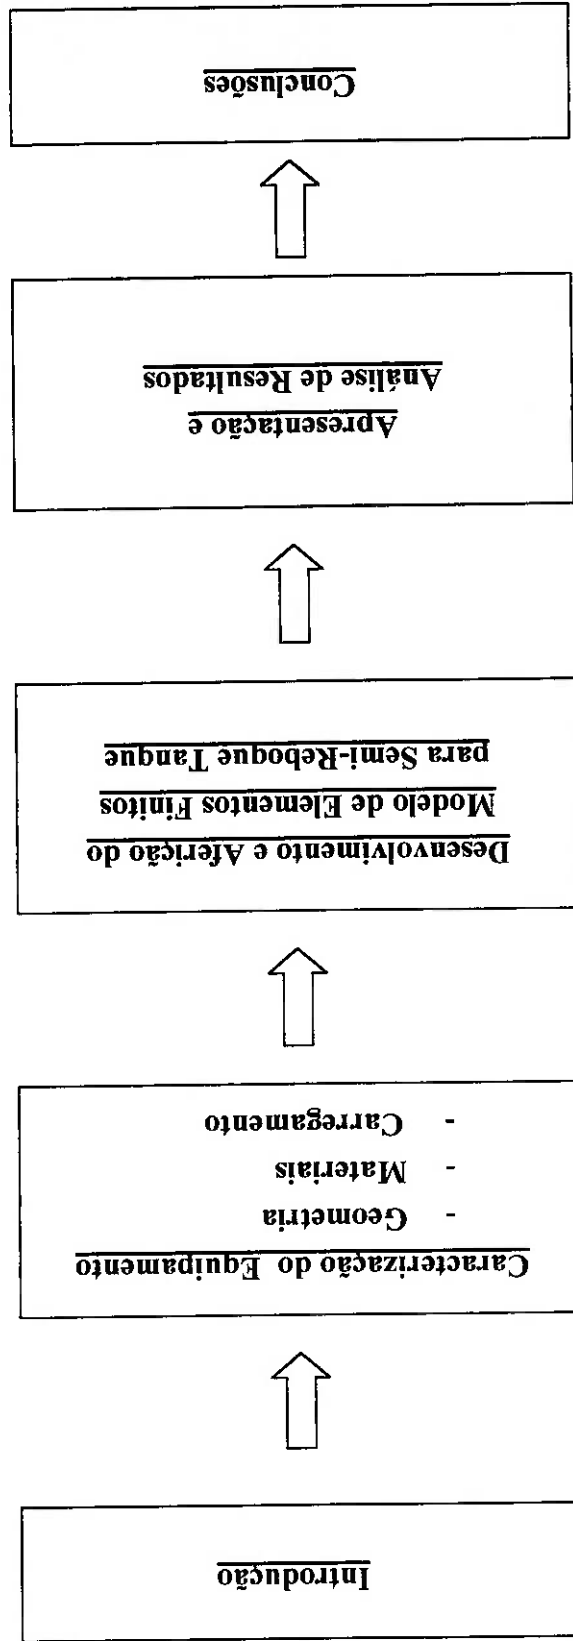 Introdução
Caracterização do Equipamento
- Geometria
- Materiais
- Carregamento
Desenvolvimento e Aferição do
Modelo de Elementos Finitos
para Semi-Reboque Tanque
Apresentação e
Análise de Resultados
Conclusões